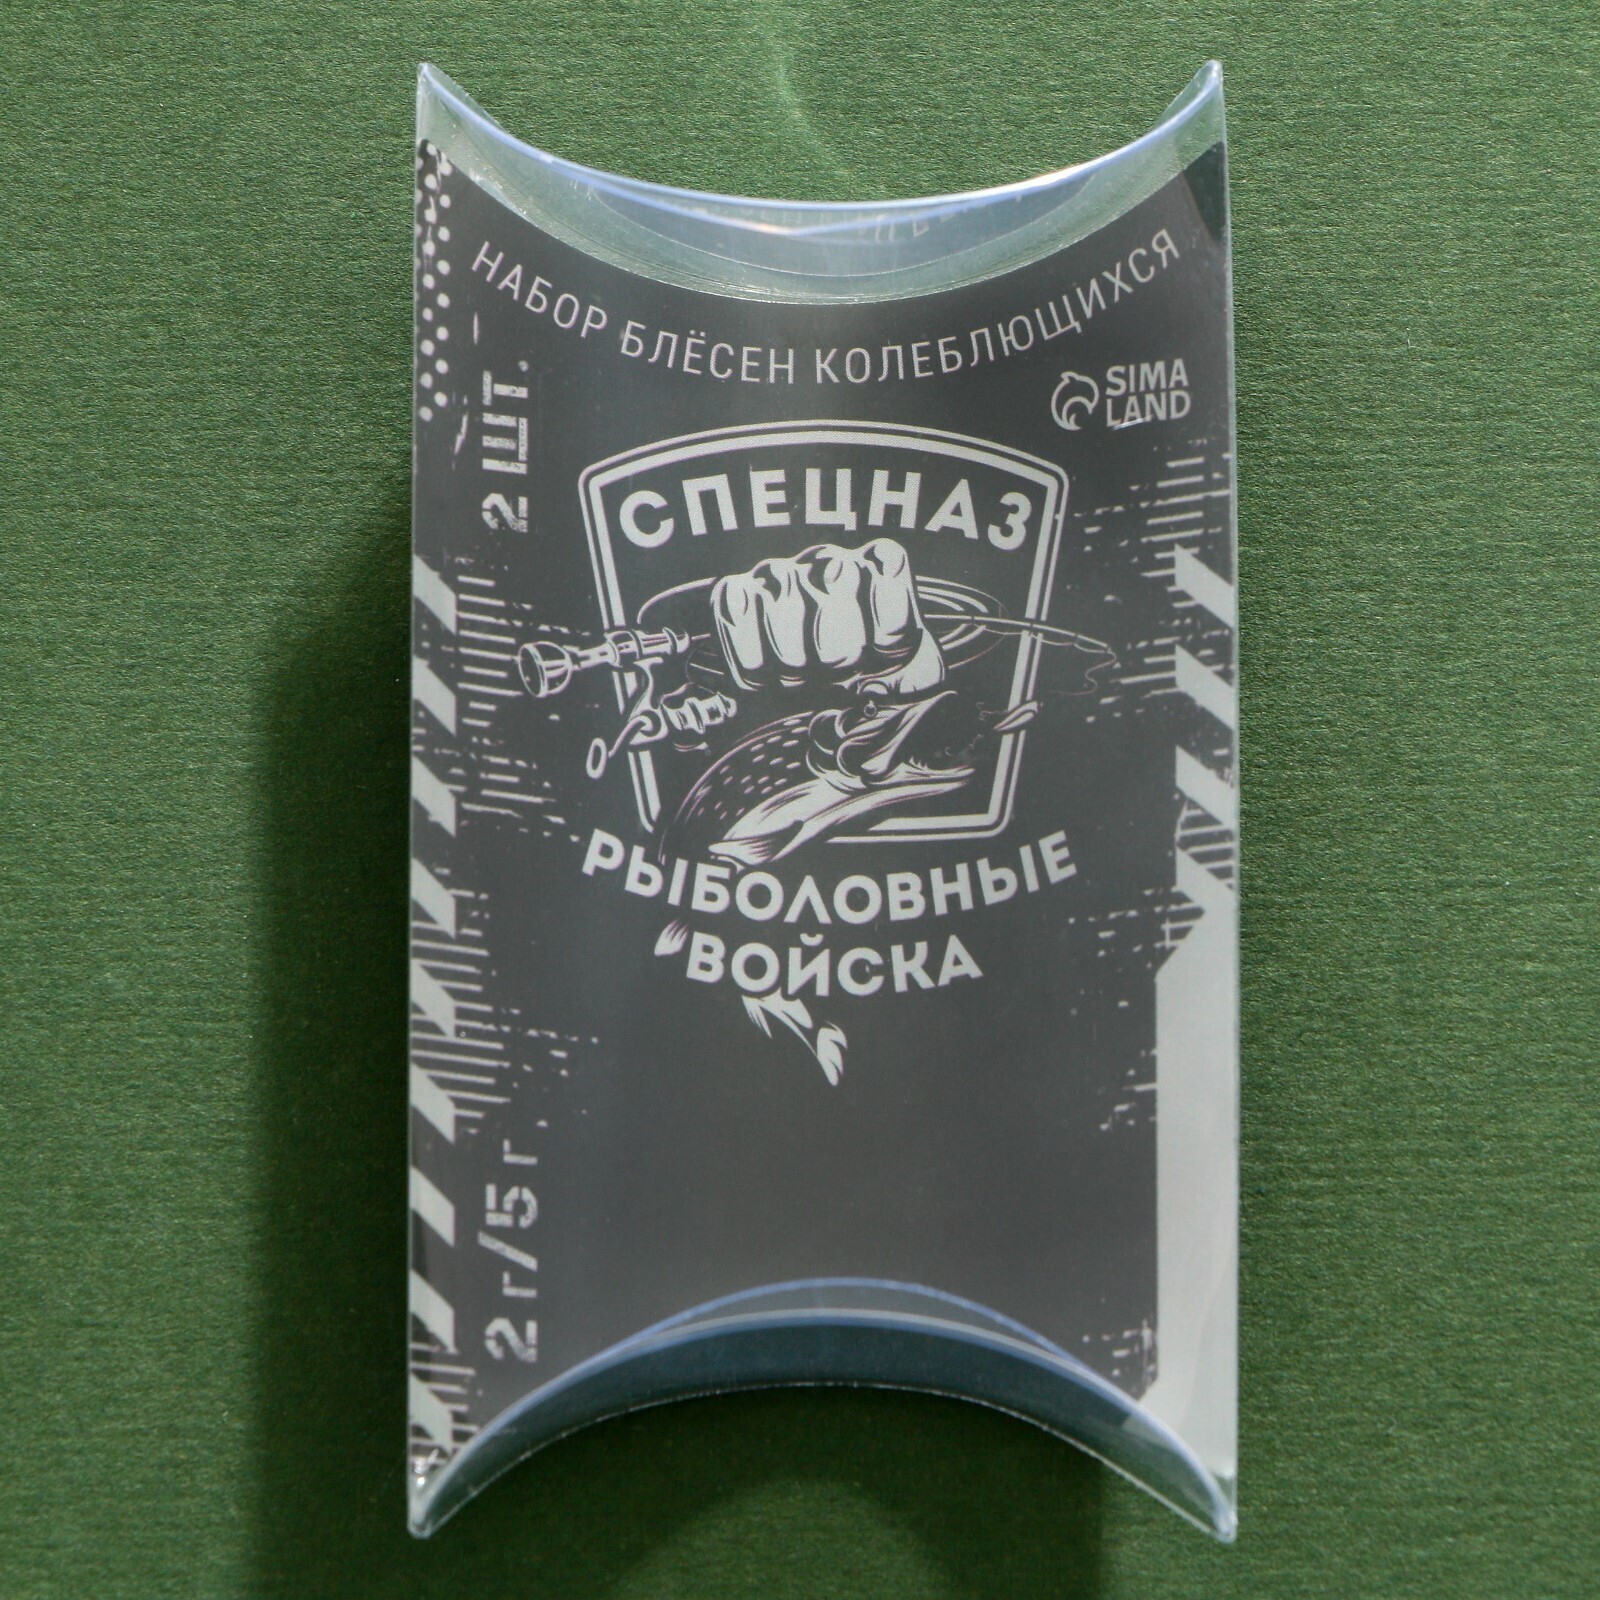 НАБОР БЛЁСЕН КОЛЕБЛЮЩИХСЯ
SIMA
LAND
2 ШТ.
СПЕЦНАЗ
РЫБОЛОВНЫЕ
ВОЙСКА
2 г/5 г